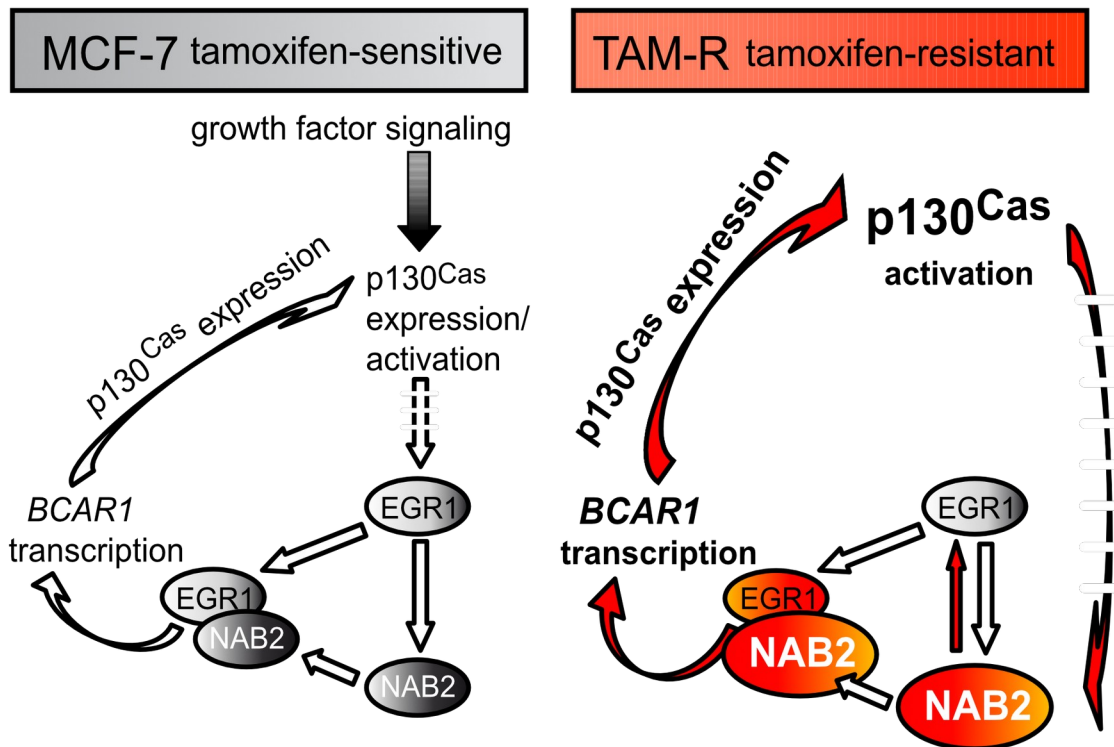 MCF-7 tamoxifen-sensitive
growth factor signaling
p130Cas expression
p130Cas
expression/
activation
EGR1
BCAR1
transcription
EGR1
NAB2
NAB2
TAM-R tamoxifen-resistant
p130Cas expression
p130Cas
activation
EGR1
BCAR1
transcription
EGR1
NAB2
NAB2